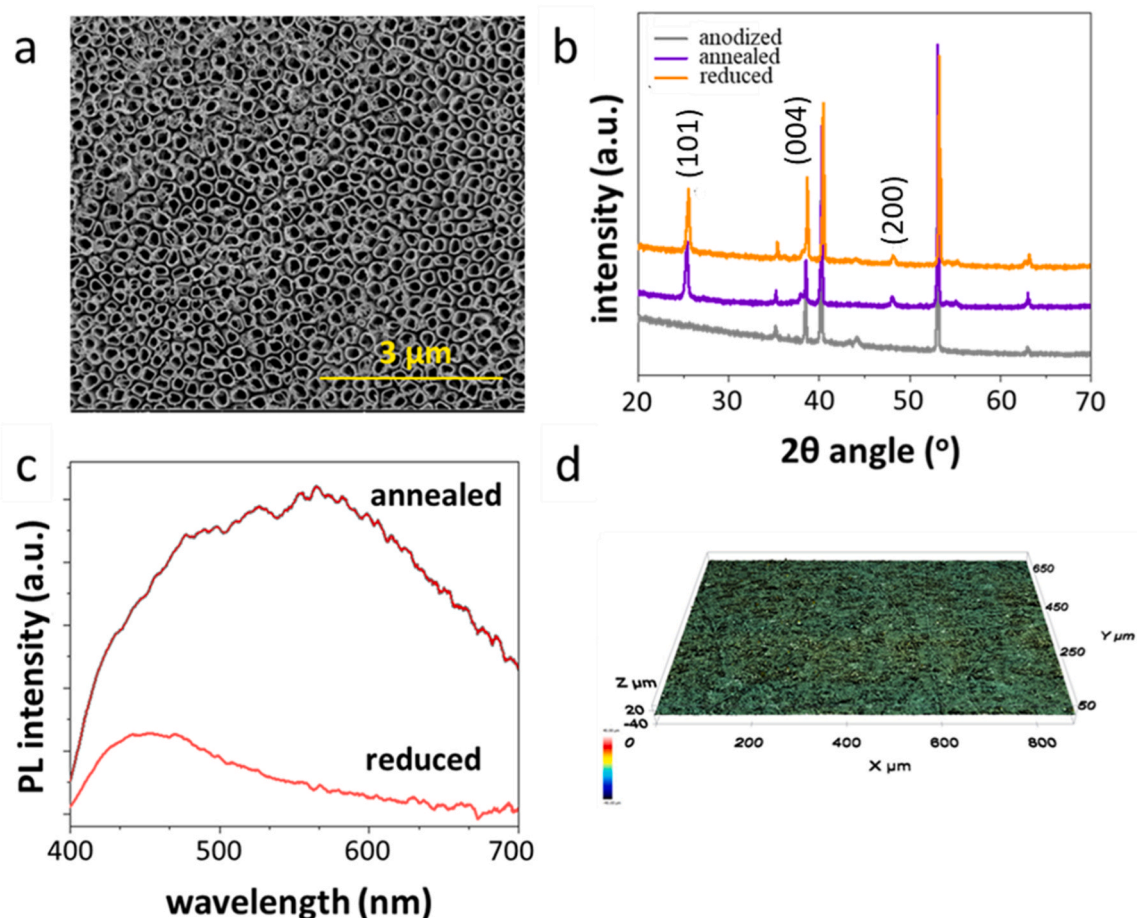 a
3 μm
b
anodized
annealed
reduced
(101)
(004)
(200)
intensity (a.u.)
20 30 40 50 60 70
2θ angle (°)
c
annealed
reduced
PL intensity (a.u.)
400 500 600 700
wavelength (nm)
d
650
450
Y μm
250
50
Z μm
20
-40
0 200 400 600 800
X μm